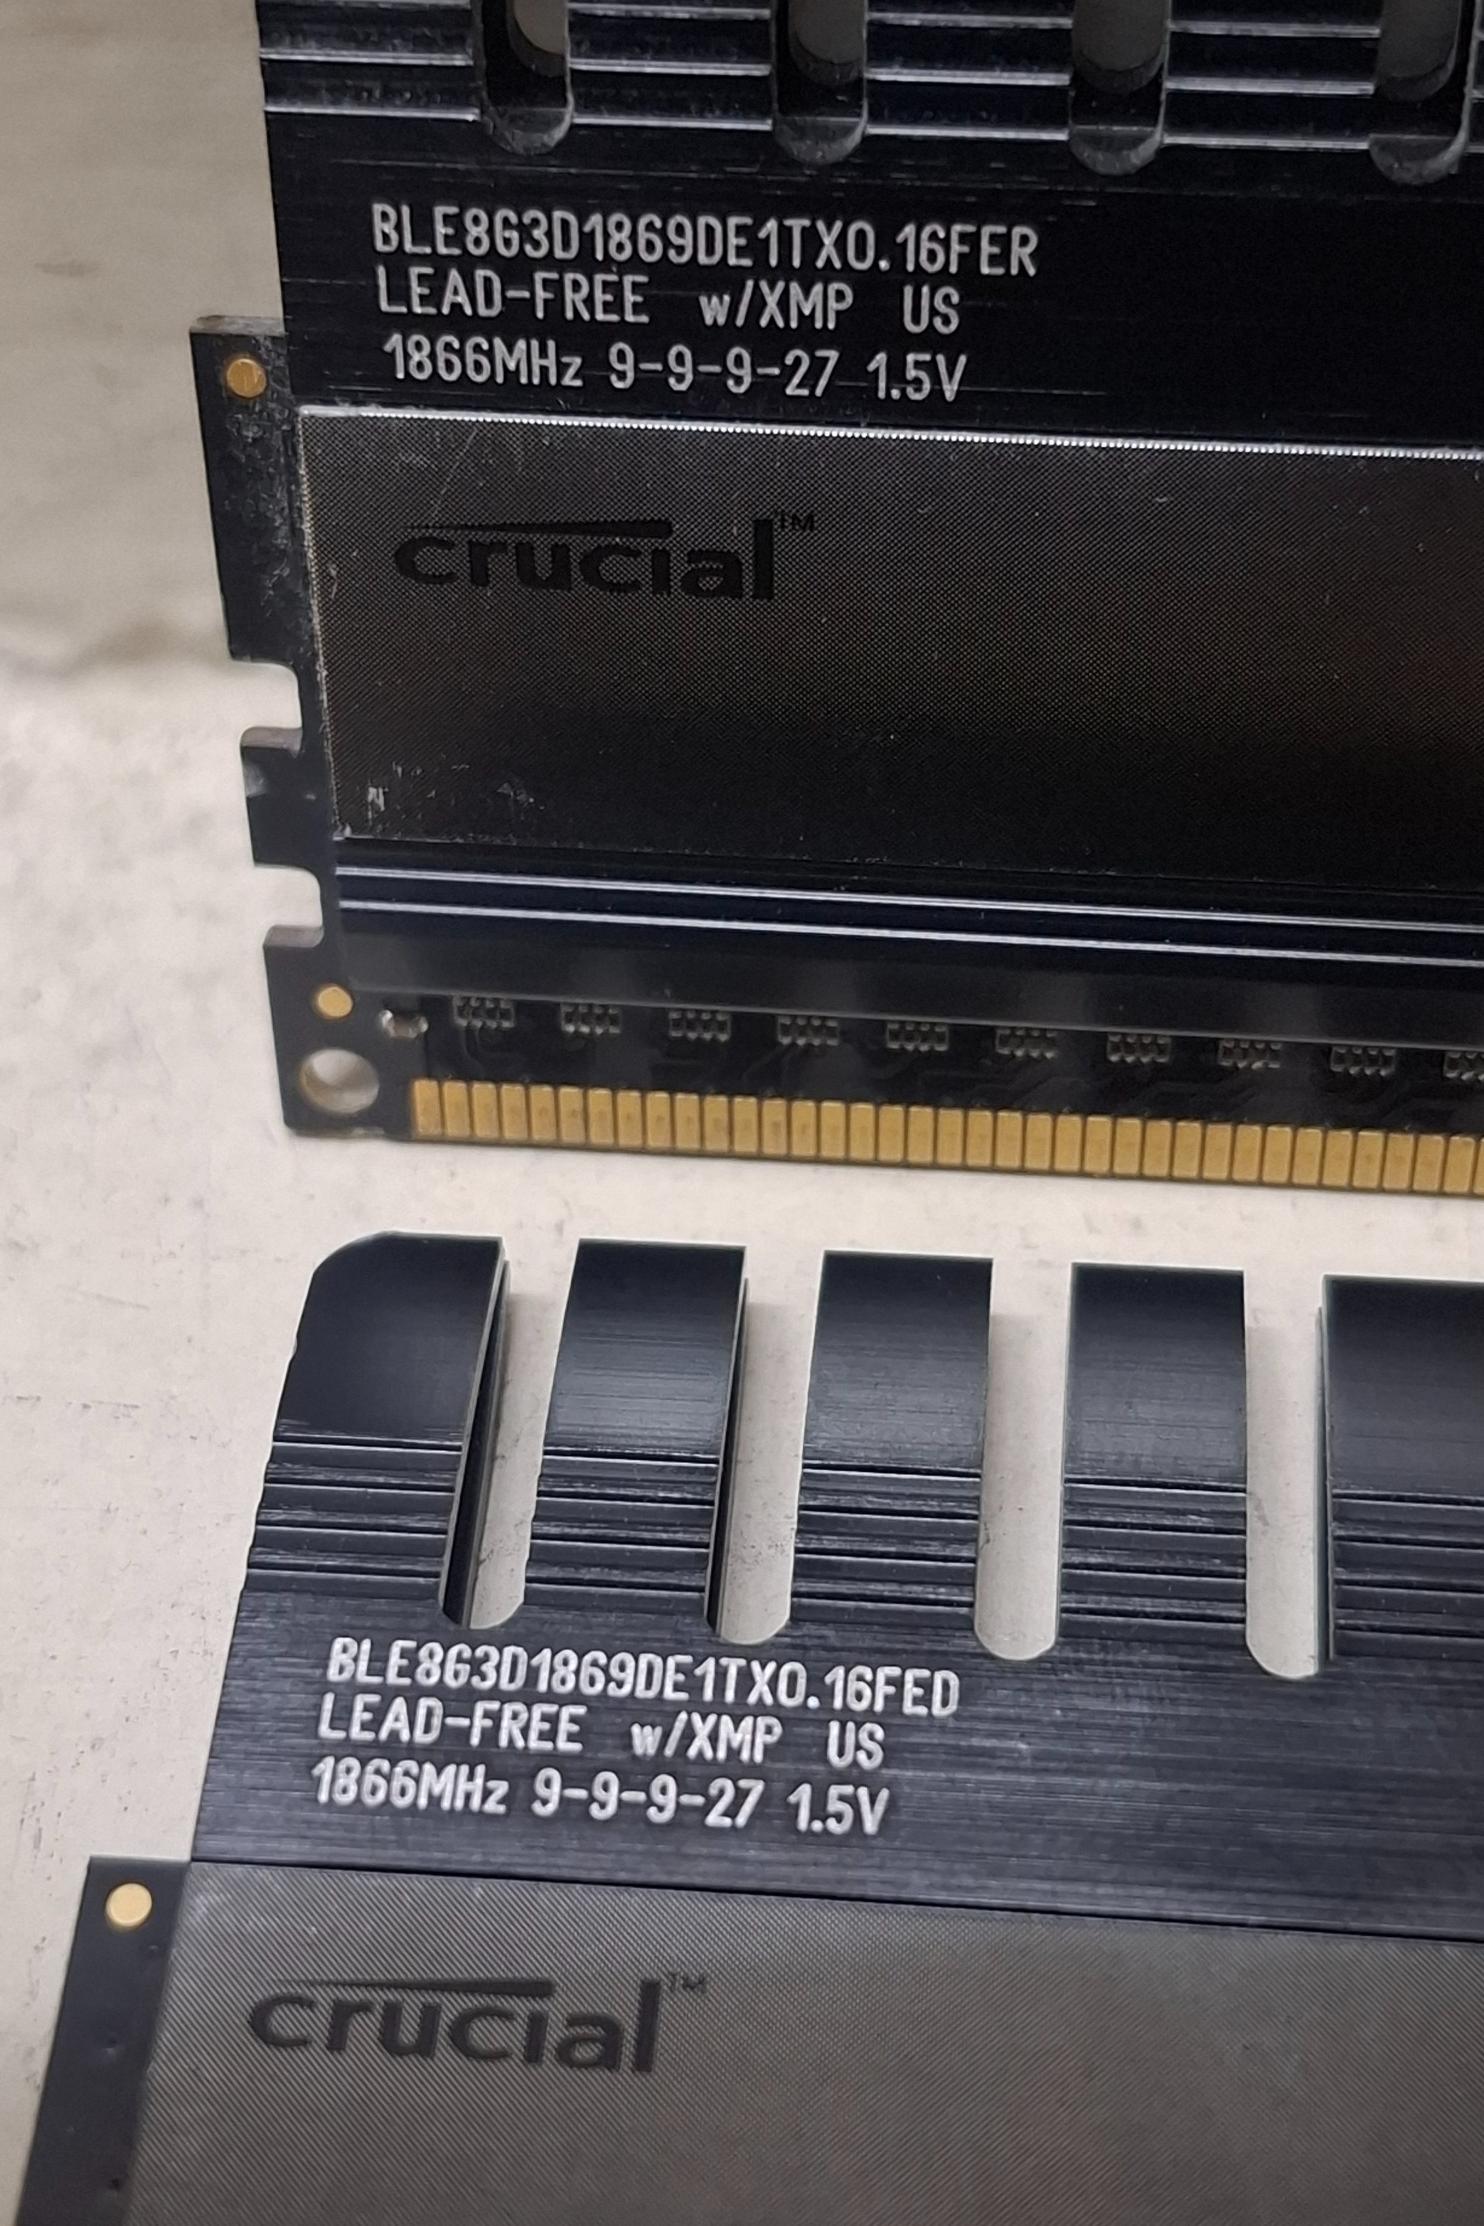 BLE8G3D1869DE1TX0.16FER
LEAD-FREE w/XMP US
1866MHz 9-9-9-27 1.5V
crucial™
BLE8G3D1869DE1TX0.16FED
LEAD-FREE w/XMP US
1866MHz 9-9-9-27 1.5V
crucial™